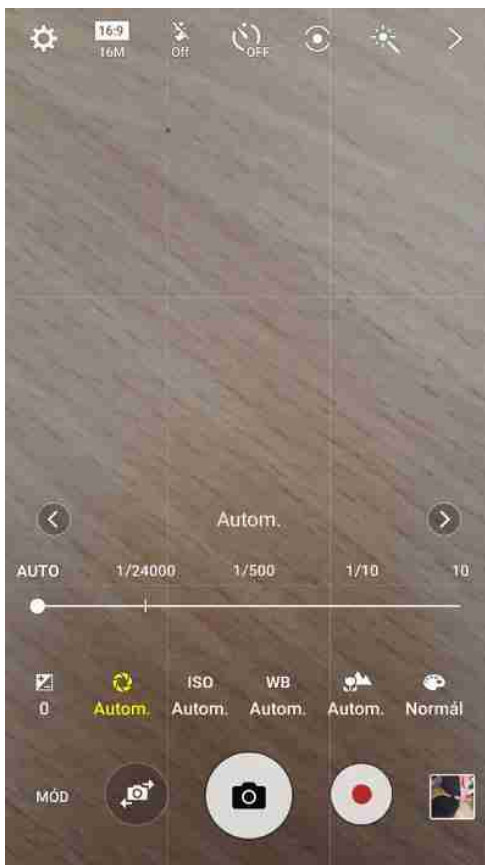 16:9
16M
Off
OFF
Autom.
AUTO 1/24000 1/500 1/10 10
ISO WB
0 Autom. Autom. Autom. Autom. Normál
MÓD